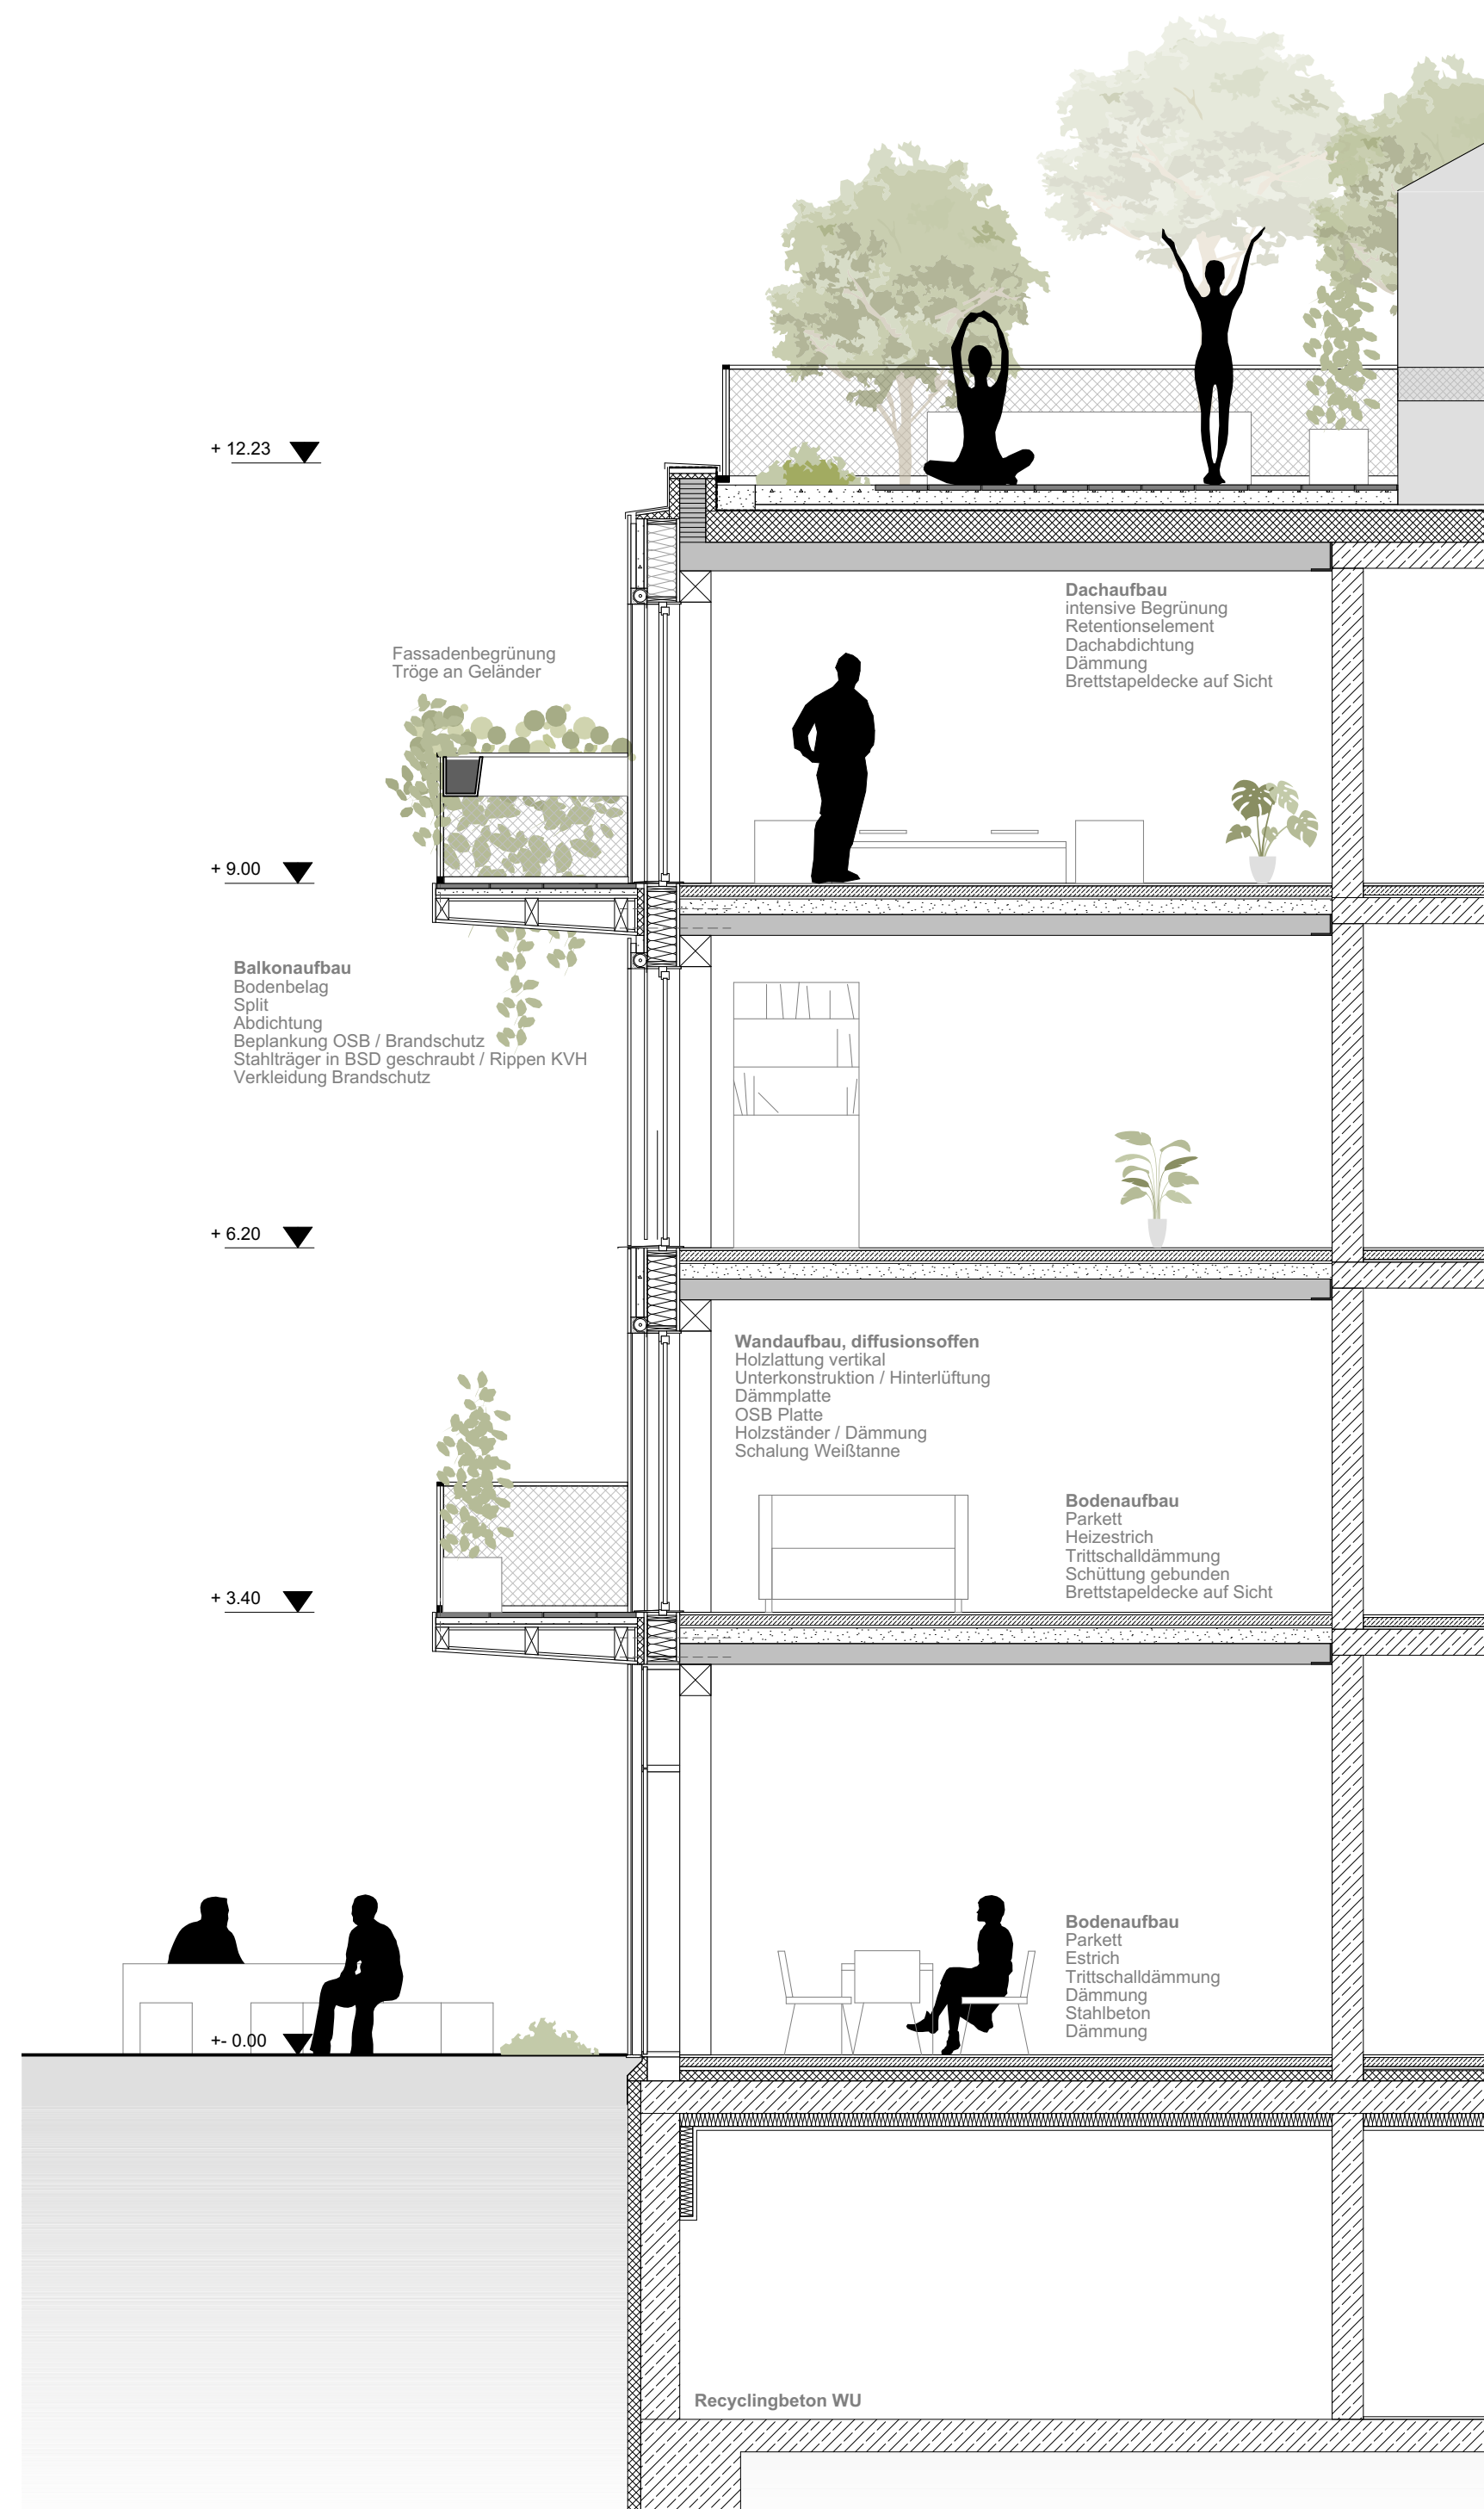 + 12.23
Dachaufbau
intensive Begrünung
Retentionselement
Dachabdichtung
Dämmung
Brettstapeldecke auf Sicht
Fassadenbegrünung
Tröge an Geländer
+ 9.00
Balkonaufbau
Bodenbelag
Split
Abdichtung
Beplankung OSB / Brandschutz
Stahlträger in BSD geschraubt / Rippen KVH
Verkleidung Brandschutz
+ 6.20
Wandaufbau, diffusionsoffen
Holzlattung vertikal
Unterkonstruktion / Hinterlüftung
Dämmplatte
OSB Platte
Holzständer / Dämmung
Schalung Weißtanne
Bodenaufbau
Parkett
Heizestrich
Trittschalldämmung
Schüttung gebunden
Brettstapeldecke auf Sicht
+ 3.40
Bodenaufbau
Parkett
Estrich
Trittschalldämmung
Dämmung
Stahlbeton
Dämmung
+- 0.00
Recyclingbeton WU